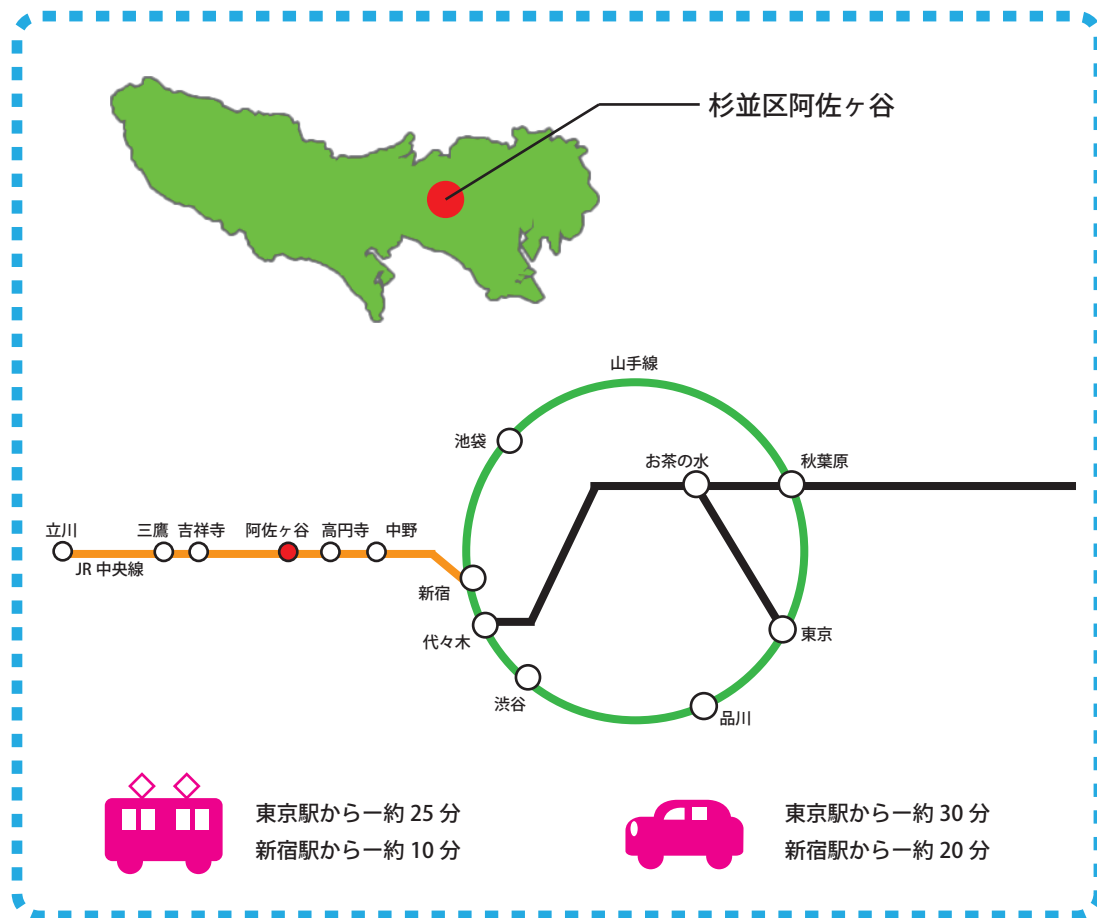 杉並区阿佐ヶ谷
山手線
池袋
お茶の水
秋葉原
立川
三鷹
吉祥寺
阿佐ヶ谷
高円寺
中野
JR 中央線
新宿
代々木
東京
渋谷
品川
東京駅からー約 25 分
新宿駅からー約 10 分
東京駅からー約 30 分
新宿駅からー約 20 分